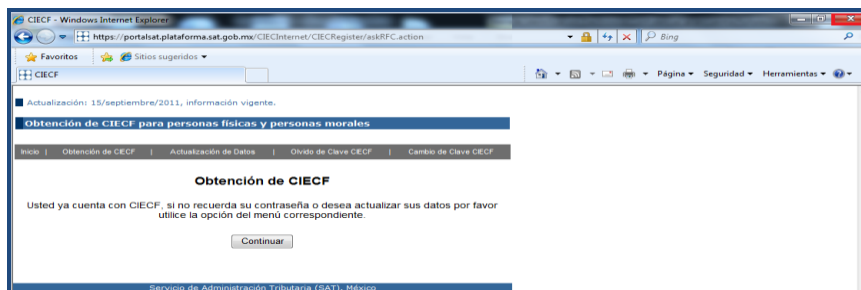 CIECF - Windows Internet Explorer
https://portalsat.plataforma.sat.gob.mx/CIECInternet/CIECRegister/askRFC.action
Bing
Favoritos Sitios sugeridos
CIECF
Página Seguridad Herramientas
Actualización: 15/septiembre/2011, información vigente.
Obtención de CIECF para personas físicas y personas morales
Inicio | Obtención de CIECF | Actualización de Datos | Olvido de Clave CIECF | Cambio de Clave CIECF
Obtención de CIECF
Usted ya cuenta con CIECF, si no recuerda su contraseña o desea actualizar sus datos por favor
utilice la opción del menú correspondiente.
Continuar
Servicio de Administración Tributaria (SAT), México